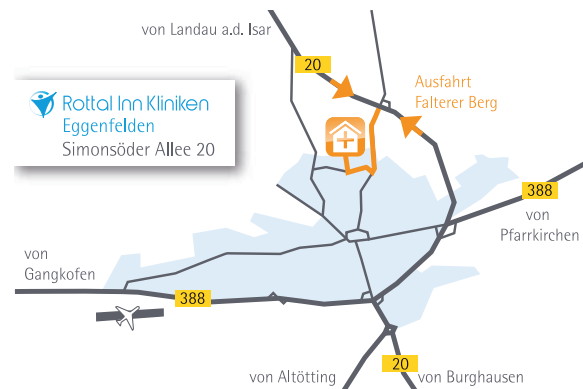 von Landau a.d. Isar
20
Ausfahrt
Falterer Berg
Rottal Inn Kliniken
Eggenfelden
Simonsöder Allee 20
388
von
Pfarrkirchen
von
Gangkofen
388
20
von Altötting
von Burghausen